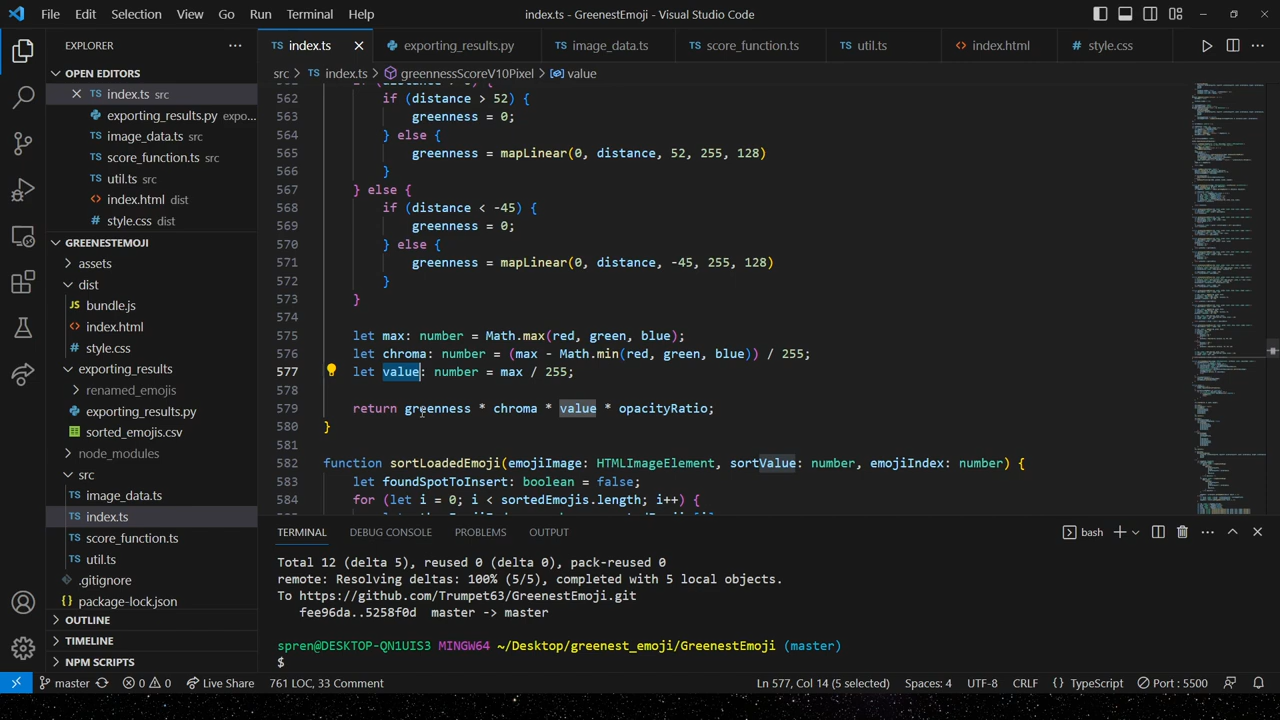 File Edit Selection View Go Run Terminal Help
index.ts - GreenestEmoji - Visual Studio Code
EXPLORER
OPEN EDITORS
index.ts src
exporting_results.py expo...
image_data.ts src
score_function.ts src
util.ts src
index.html dist
style.css dist
GREENESTEMOJI
assets
dist
bundle.js
index.html
style.css
exporting_results
renamed_emojis
exporting_results.py
sorted_emojis.csv
node_modules
src
image_data.ts
index.ts
score_function.ts
util.ts
.gitignore
package-lock.json
OUTLINE
TIMELINE
NPM SCRIPTS
TS index.ts
exporting_results.py
TS image_data.ts
TS score_function.ts
TS util.ts
index.html
style.css
src > TS index.ts > greennessScoreV10Pixel > value
562 if (distance > 52) {
563 greenness = 0;
564 } else {
565 greenness = mapLinear(0, distance, 52, 255, 128)
566 }
567 } else {
568 if (distance < -45) {
569 greenness = 0;
570 } else {
571 greenness = mapLinear(0, distance, -45, 255, 128)
572 }
573 }
574
575 let max: number = Math.max(red, green, blue);
576 let chroma: number = (max - Math.min(red, green, blue)) / 255;
577 let value: number = max / 255;
578
579 return greenness * chroma * value * opacityRatio;
580 }
581
582 function sortLoadedEmoji(emojiImage: HTMLImageElement, sortValue: number, emojiIndex: number) {
583 let foundSpotToInsert: boolean = false;
584 for (let i = 0; i < sortedEmojis.length; i++) {
TERMINAL DEBUG CONSOLE PROBLEMS OUTPUT
bash
Total 12 (delta 5), reused 0 (delta 0), pack-reused 0
remote: Resolving deltas: 100% (5/5), completed with 5 local objects.
To https://github.com/Trumpet63/GreenestEmoji.git
fee96da..5258f0d master -> master
spren@DESKTOP-QN1UIS3 MINGW64 ~/Desktop/greenest_emoji/GreenestEmoji (master)
$
master 0 0 Live Share 761 LOC, 33 Comment Ln 577, Col 14 (5 selected) Spaces: 4 UTF-8 CRLF TypeScript Port : 5500